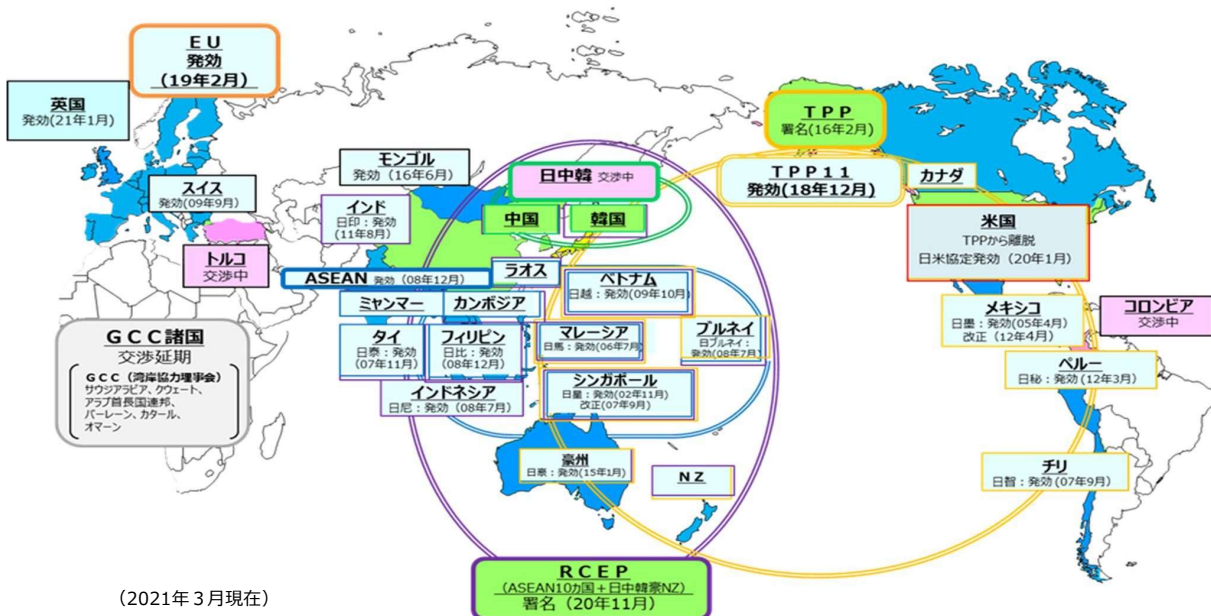 ＥＵ
発効
（19年2月）
英国
発効(21年1月)
スイス
発効(09年9月)
トルコ
交渉中
ＧＣＣ諸国
交渉延期
ＧＣＣ（湾岸協力理事会）
サウジアラビア、クウェート、
アラブ首長国連邦、
バーレーン、カタール、
オマーン
モンゴル
発効（16年6月）
インド
日印：発効
(11年8月)
日中韓 交渉中
中国
韓国
ＴＰＰ
署名(16年2月)
ＴＰＰ１１
発効(18年12月)
カナダ
米国
TPPから離脱
日米協定発効（20年1月）
ASEAN 発効（08年12月）
ラオス
ミャンマー
カンボジア
ベトナム
日越：発効(09年10月)
タイ
日泰：発効
(07年11月)
フィリピン
日比：発効
(08年12月)
マレーシア
日馬：発効(06年7月)
ブルネイ
日ブルネイ：
発効(08年7月)
インドネシア
日尼：発効（08年7月）
シンガポール
日星：発効(02年11月)
改正(07年9月)
メキシコ
日墨：発効(05年4月)
改正（12年4月）
コロンビア
交渉中
ペルー
日秘：発効(12年3月)
豪州
日豪：発効(15年1月)
ＮＺ
チリ
日智：発効(07年9月)
ＲＣＥＰ
(ASEAN10カ国＋日中韓豪NZ)
署名（20年11月）
（2021年３月現在）